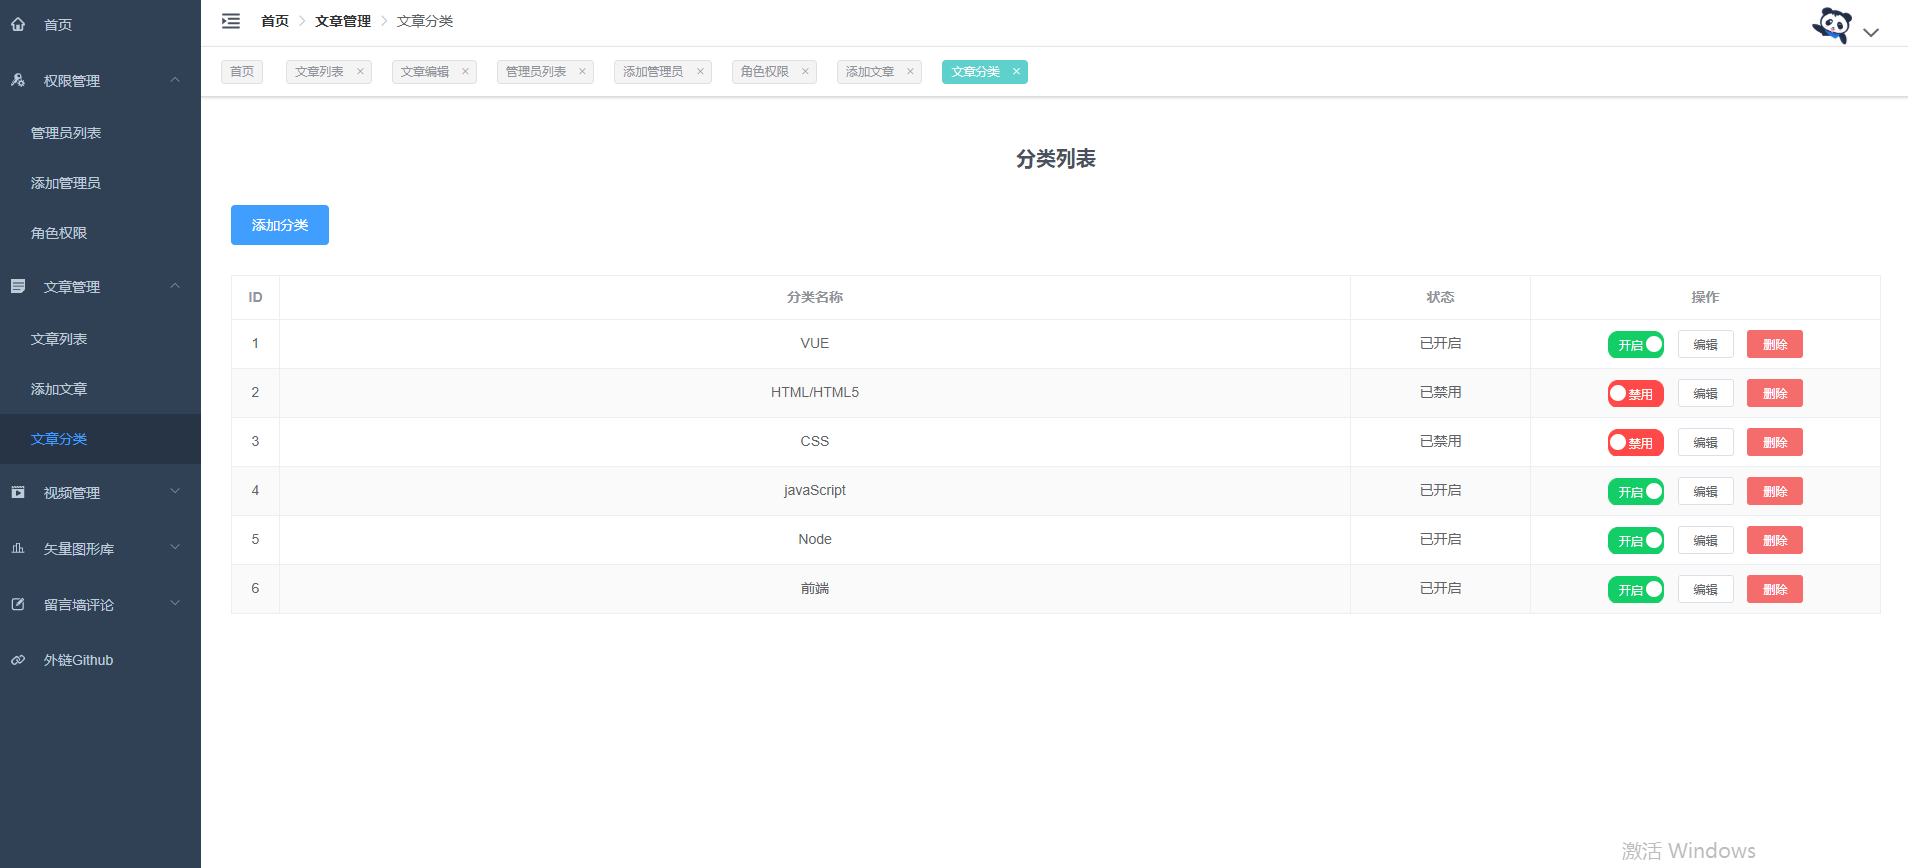 首页
权限管理
管理员列表
添加管理员
角色权限
文章管理
文章列表
添加文章
文章分类
视频管理
矢量图形库
留言墙评论
外链Github
首页 文章管理 文章分类
首页 文章列表 × 文章编辑 × 管理员列表 × 添加管理员 × 角色权限 × 添加文章 × 文章分类 ×
分类列表
添加分类
ID 分类名称 状态 操作
1 VUE 已开启 开启 编辑 删除
2 HTML/HTML5 已禁用 禁用 编辑 删除
3 CSS 已禁用 禁用 编辑 删除
4 javaScript 已开启 开启 编辑 删除
5 Node 已开启 开启 编辑 删除
6 前端 已开启 开启 编辑 删除
激活 Windows